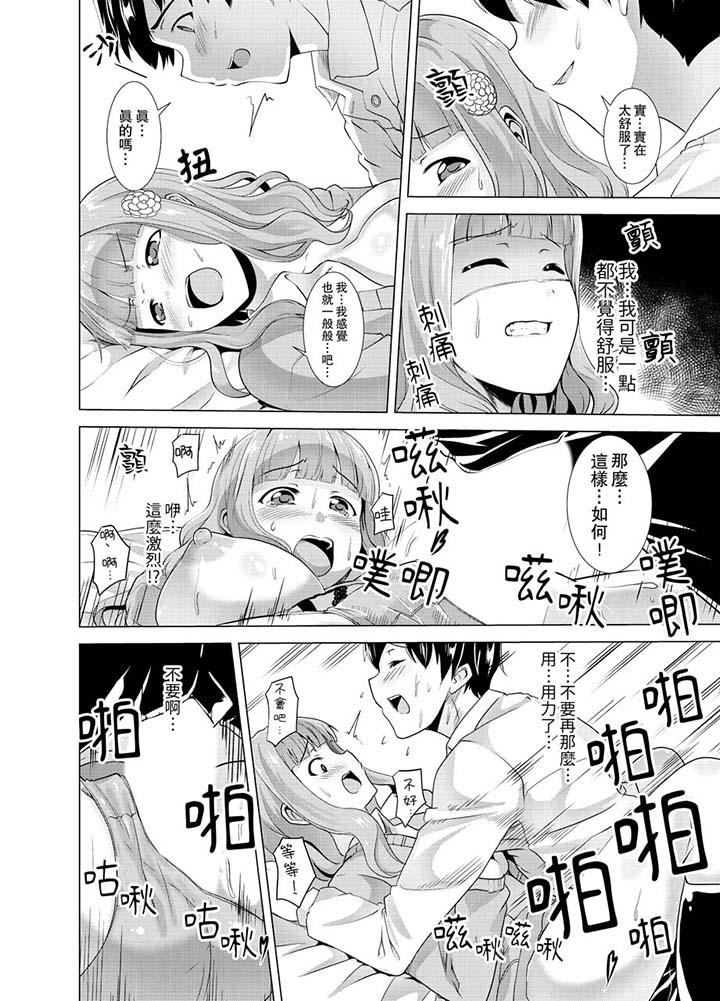 實…實在
太舒服了…
顫
真…
真的嗎…
扭
我…我感覺
也就一般般…吧…
顫
我…我可是一點
都不覺得舒服…
顫
刺痛
刺痛
那麼…
這樣…如何！
噗啾
噗唧
滋啾
噗唧
哇
啊
顫
咿…
這麼激烈!?
啊、啊…
不…不要再那麼…
用…用力了…
不會吧…
不好…
等等！
啪
啪
啪
啪
滋啾
滋啾
不要啊…
啪
啪
啪
咕啾
咕啾